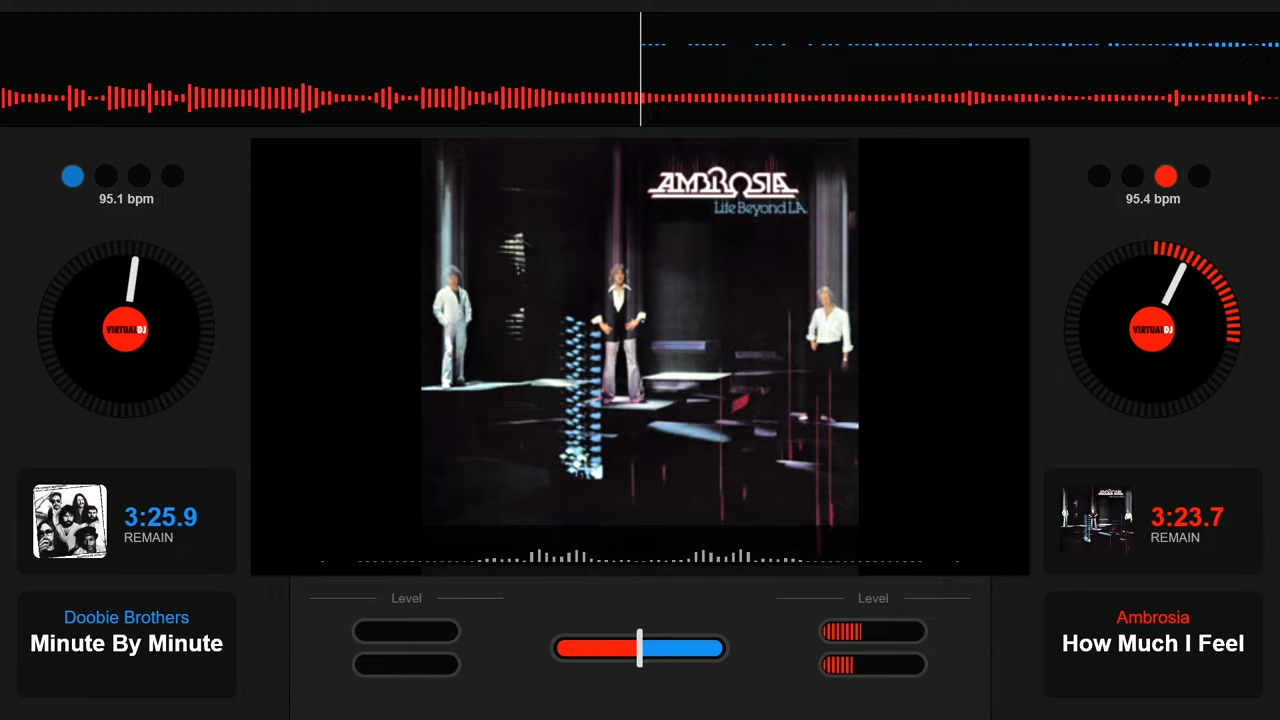 AMBROSIA
Life Beyond L.A.
95.1 bpm
95.4 bpm
VIRTUALDJ
VIRTUALDJ
3:25.9
REMAIN
3:23.7
REMAIN
Level
Level
Doobie Brothers
Minute By Minute
Ambrosia
How Much I Feel